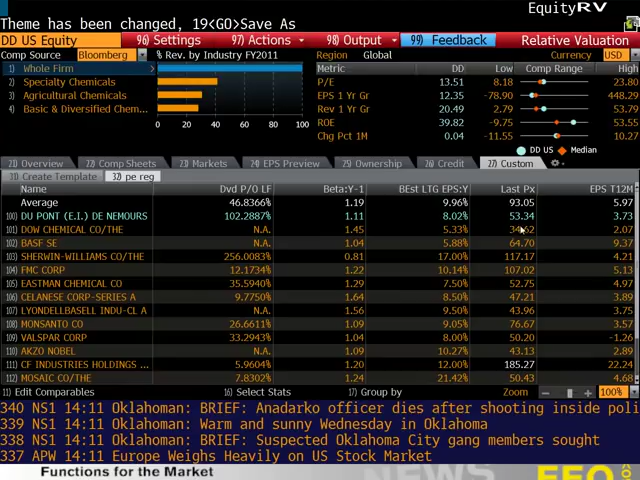 EquityRV
Theme has been changed, 19<GO>Save As
DD US Equity 96) Settings 97) Actions 98) Output 99) Feedback Relative Valuation
Comp Source Bloomberg % Rev. by Industry FY2011 Region Global Currency USD
1) Whole Firm
2) Specialty Chemicals
3) Agricultural Chemicals
4) Basic & Diversified Chem...
0 20 40 60 80 100
Metric DD Low Comp Range High
P/E 13.51 8.18 23.80
EPS 1 Yr Gr 12.35 -78.90 448.29
Rev 1 Yr Gr 20.49 2.79 53.79
ROE 39.82 -9.75 53.55
Chg Pct 1M 0.04 -11.55 10.27
DD US Median
21) Overview 22) Comp Sheets 23) Markets 24) EPS Preview 25) Ownership 26) Credit 27) Custom
31) Create Template 32) pe reg
Name Dvd P/O LF Beta:Y-1 BEst LTG EPS:Y Last Px EPS T12M
Average 46.8366% 1.19 9.96% 93.05 5.97
100) DU PONT (E.I.) DE NEMOURS 102.2887% 1.11 8.02% 53.34 3.73
101) DOW CHEMICAL CO/THE N.A. 1.45 5.33% 34.62 2.07
102) BASF SE N.A. 1.04 5.88% 64.70 9.37
103) SHERWIN-WILLIAMS CO/THE 256.0083% 0.81 17.00% 117.17 4.21
104) FMC CORP 12.1734% 1.22 10.14% 107.02 5.13
105) EASTMAN CHEMICAL CO 35.5940% 1.29 7.50% 52.75 4.97
106) CELANESE CORP-SERIES A 9.7750% 1.64 8.50% 47.21 3.89
107) LYONDELLBASELL INDU-CL A N.A. 1.56 9.50% 43.96 3.75
108) MONSANTO CO 26.6611% 1.09 9.05% 76.67 3.57
109) VALSPAR CORP 33.2943% 1.04 8.00% 50.20 -1.26
110) AKZO NOBEL N.A. 1.09 10.27% 43.13 2.89
111) CF INDUSTRIES HOLDINGS ... 5.9604% 1.20 12.00% 185.27 22.24
112) MOSAIC CO/THE 7.8302% 1.24 21.42% 50.43 4.68
11) Edit Comparables 16) Select Stats 17) Group by Zoom 100%
340 NS1 14:11 Oklahoman: BRIEF: Anadarko officer dies after shooting inside poli
339 NS1 14:11 Oklahoman: Warm and sunny Wednesday in Oklahoma
338 NS1 14:11 Oklahoman: BRIEF: Suspected Oklahoma City gang members sought
337 APW 14:11 Europe Weighs Heavily on US Stock Market
Functions for the Market
NEWS